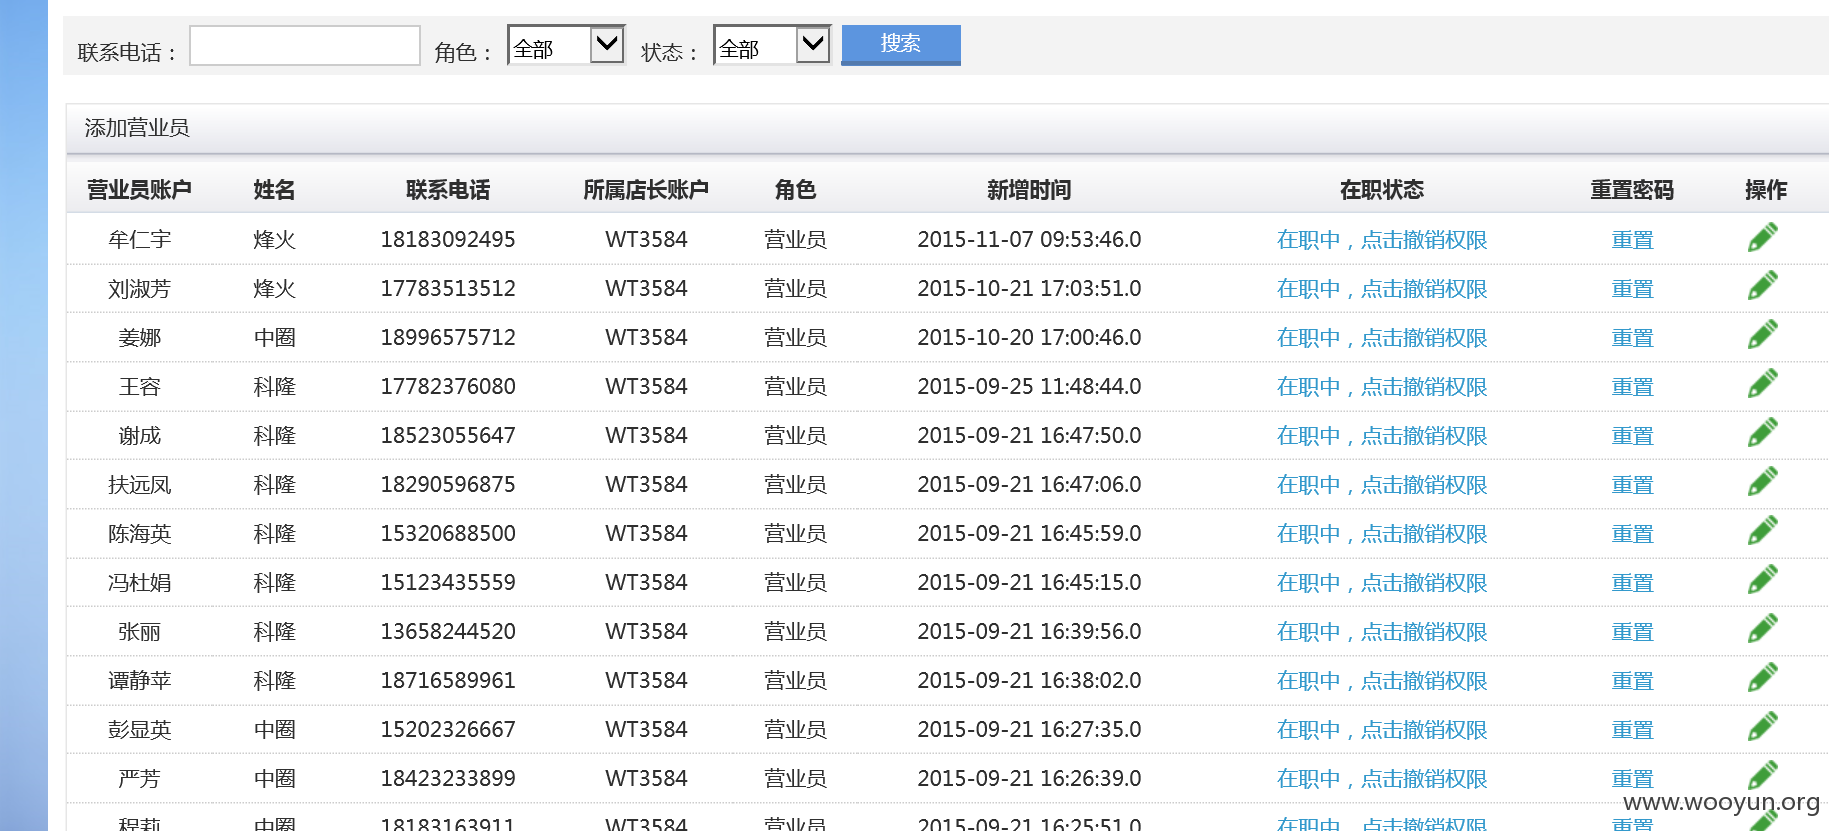 联系电话： 角色： 全部 状态： 全部 搜索
添加营业员
营业员账户 姓名 联系电话 所属店长账户 角色 新增时间 在职状态 重置密码 操作
牟仁宇 烽火 18183092495 WT3584 营业员 2015-11-07 09:53:46.0 在职中，点击撤销权限 重置
刘淑芳 烽火 17783513512 WT3584 营业员 2015-10-21 17:03:51.0 在职中，点击撤销权限 重置
姜娜 中圈 18996575712 WT3584 营业员 2015-10-20 17:00:46.0 在职中，点击撤销权限 重置
王容 科隆 17782376080 WT3584 营业员 2015-09-25 11:48:44.0 在职中，点击撤销权限 重置
谢成 科隆 18523055647 WT3584 营业员 2015-09-21 16:47:50.0 在职中，点击撤销权限 重置
扶远凤 科隆 18290596875 WT3584 营业员 2015-09-21 16:47:06.0 在职中，点击撤销权限 重置
陈海英 科隆 15320688500 WT3584 营业员 2015-09-21 16:45:59.0 在职中，点击撤销权限 重置
冯杜娟 科隆 15123435559 WT3584 营业员 2015-09-21 16:45:15.0 在职中，点击撤销权限 重置
张丽 科隆 13658244520 WT3584 营业员 2015-09-21 16:39:56.0 在职中，点击撤销权限 重置
谭静苹 科隆 18716589961 WT3584 营业员 2015-09-21 16:38:02.0 在职中，点击撤销权限 重置
彭显英 中圈 15202326667 WT3584 营业员 2015-09-21 16:27:35.0 在职中，点击撤销权限 重置
严芳 中圈 18423233899 WT3584 营业员 2015-09-21 16:26:39.0 在职中，点击撤销权限 重置
程莉 中圈 18183163911 WT3584 营业员 2015-09-21 16:25:51.0 在职中，点击撤销权限 重置
www.wooyun.org